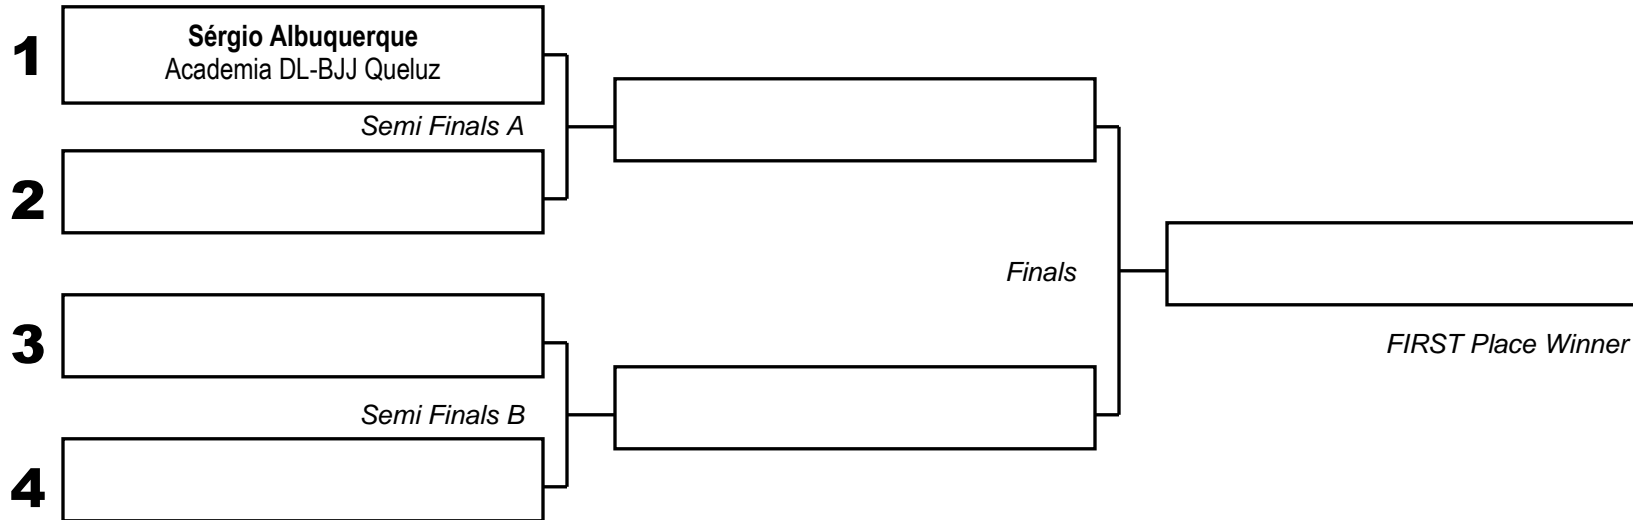 1
Sérgio Albuquerque
Academia DL-BJJ Queluz
Semi Finals A
2
Finals
3
FIRST Place Winner
Semi Finals B
4